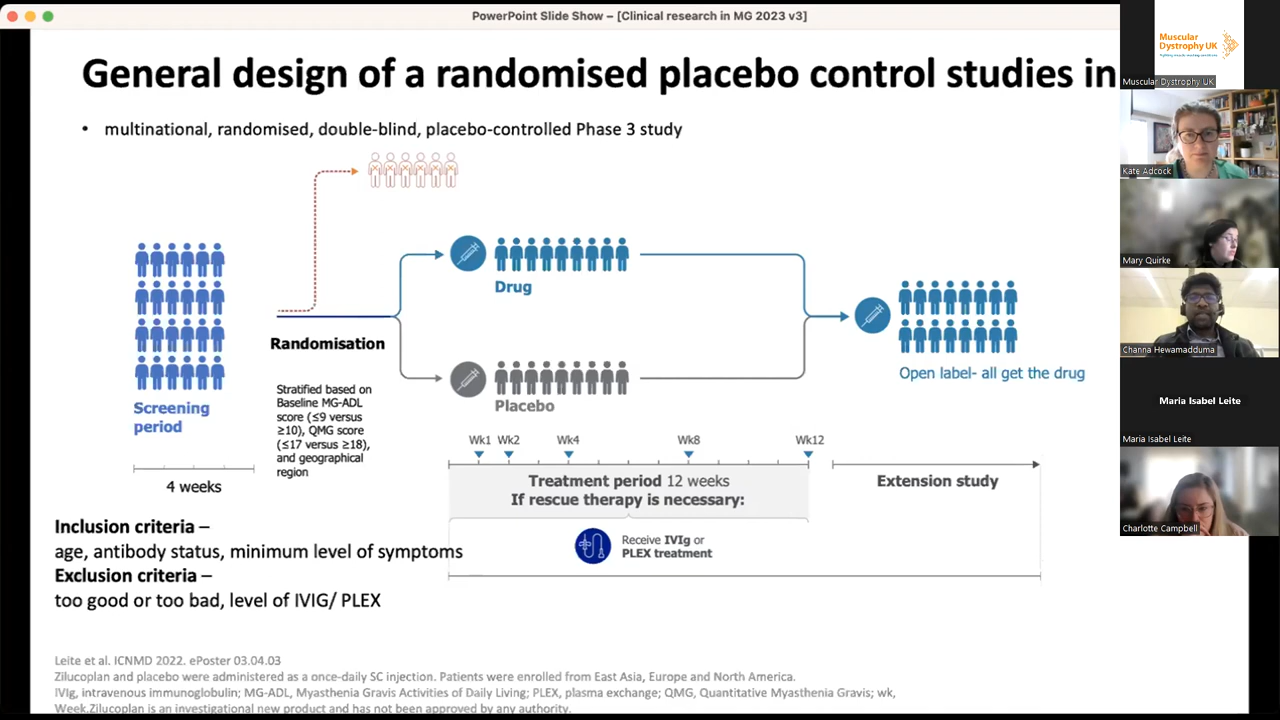 PowerPoint Slide Show – [Clinical research in MG 2023 v3]
General design of a randomised placebo control studies in
• multinational, randomised, double-blind, placebo-controlled Phase 3 study
Drug
Randomisation
Placebo
Screening
period
4 weeks
Stratified based on
Baseline MG-ADL
score (≤9 versus
≥10), QMG score
(≤17 versus ≥18),
and geographical
region
Open label- all get the drug
Wk1 Wk2 Wk4 Wk8 Wk12
Treatment period 12 weeks
If rescue therapy is necessary:
Extension study
Receive IVIg or
PLEX treatment
Inclusion criteria –
age, antibody status, minimum level of symptoms
Exclusion criteria –
too good or too bad, level of IVIG/ PLEX
Leite et al. ICNMD 2022. ePoster 03.04.03
Zilucoplan and placebo were administered as a once-daily SC injection. Patients were enrolled from East Asia, Europe and North America.
IVIg, intravenous immunoglobulin; MG-ADL, Myasthenia Gravis Activities of Daily Living; PLEX, plasma exchange; QMG, Quantitative Myasthenia Gravis; wk,
Week.Zilucoplan is an investigational new product and has not been approved by any authority.
Muscular
Dystrophy UK
Muscular Dystrophy UK
Kate Adcock
Mary Quirke
Channa Hewamadduma
Maria Isabel Leite
Maria Isabel Leite
Charlotte Campbell